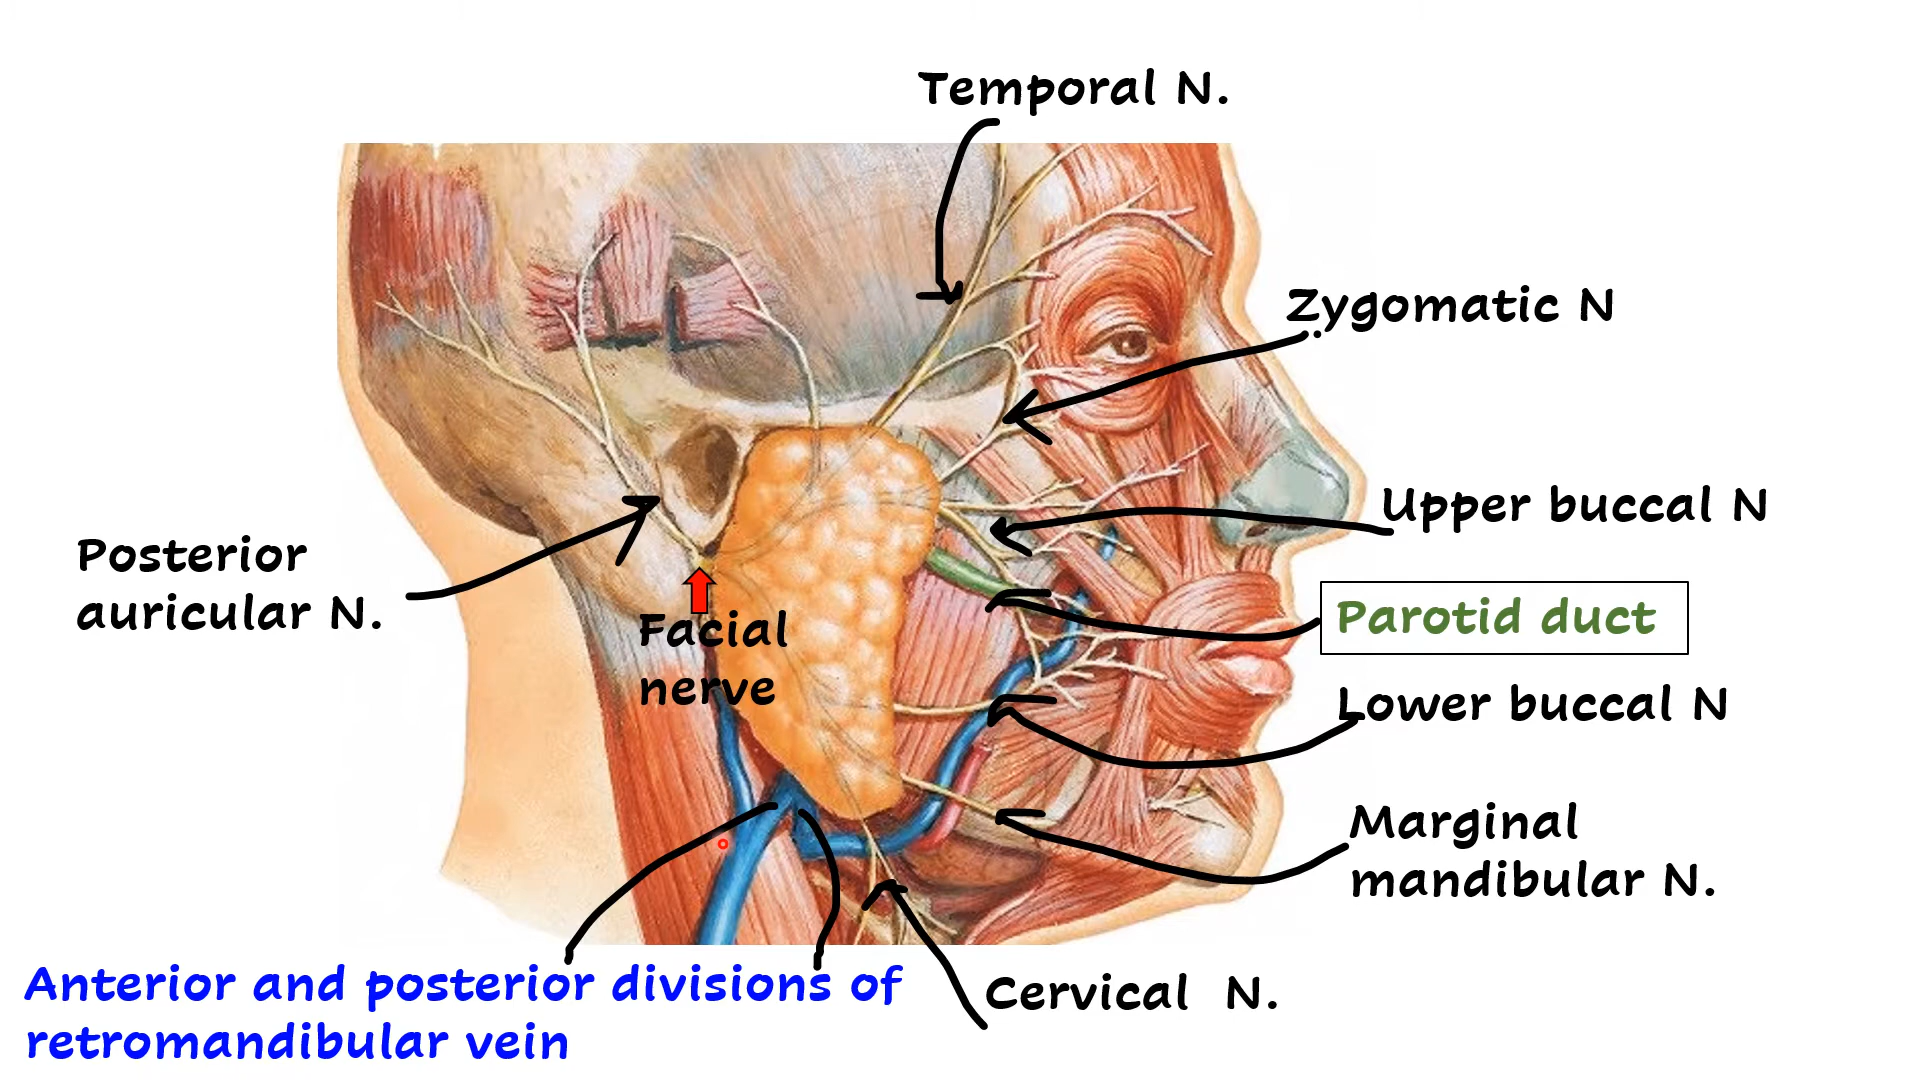 Temporal N.
Zygomatic N
Upper buccal N
Posterior
auricular N.
Facial
nerve
Parotid duct
Lower buccal N
Marginal
mandibular N.
Anterior and posterior divisions of
retromandibular vein
Cervical N.